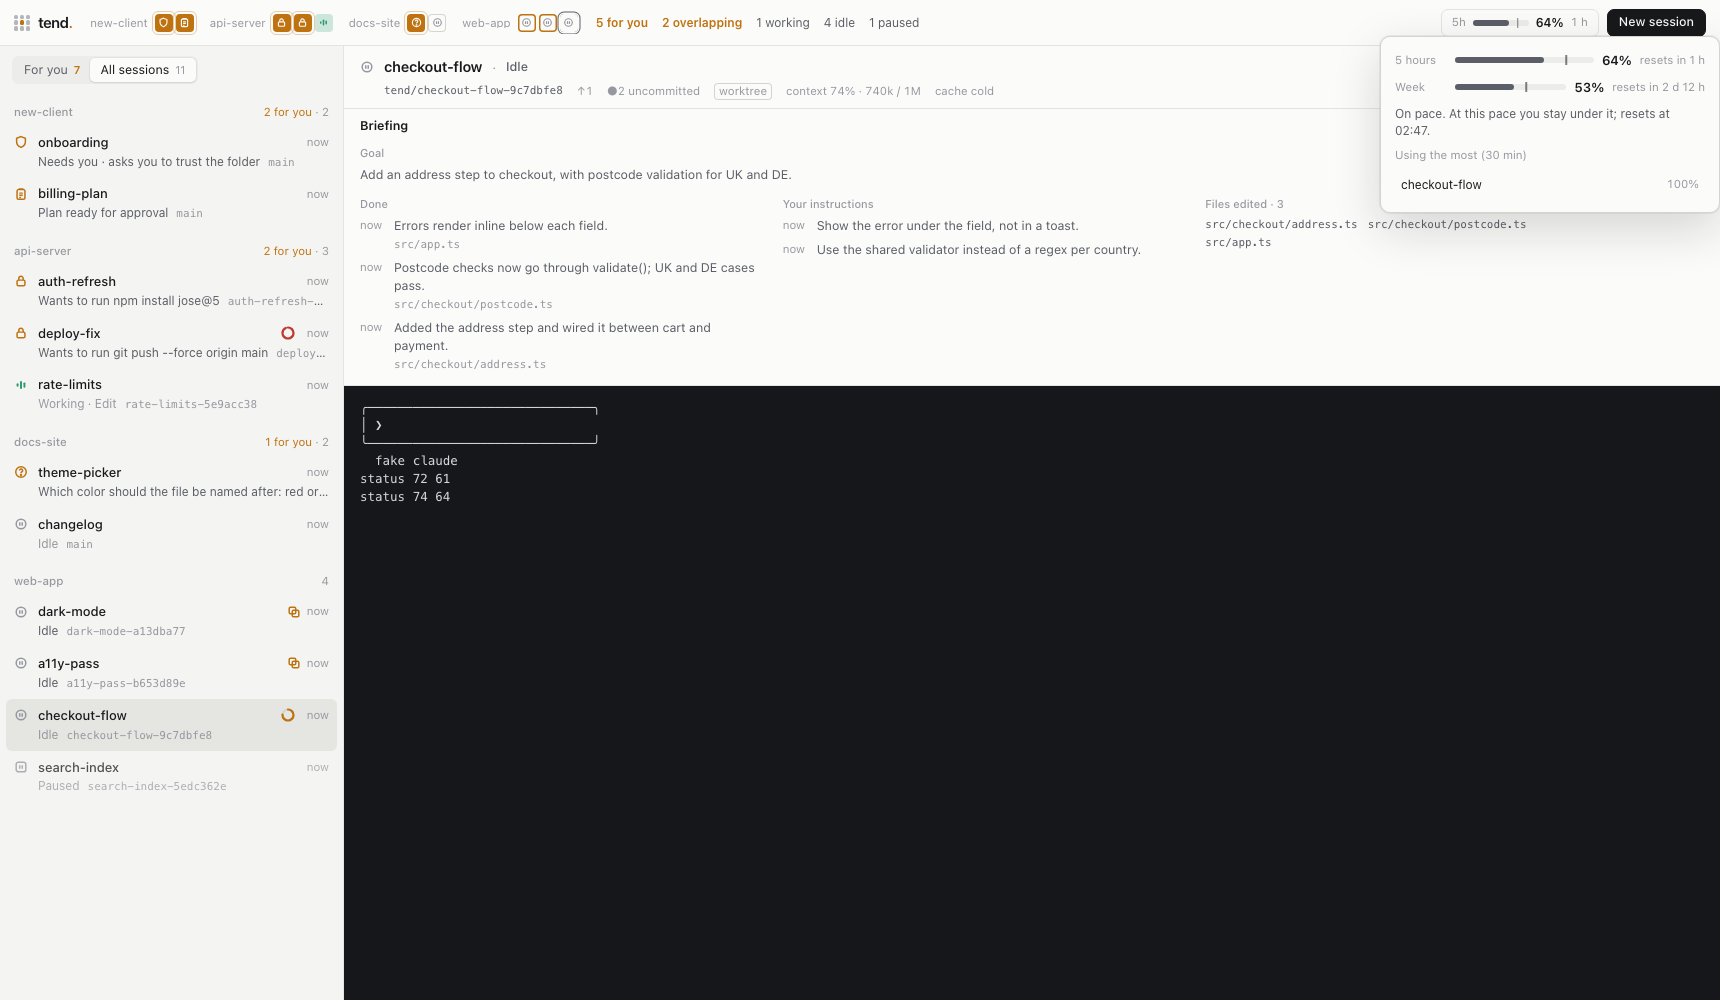 tend.
new-client
api-server
docs-site
web-app
5 for you
2 overlapping
1 working
4 idle
1 paused
5h
64%
1 h
New session
For you 7
All sessions 11
new-client
2 for you · 2
onboarding
now
Needs you · asks you to trust the folder main
billing-plan
now
Plan ready for approval main
api-server
2 for you · 3
auth-refresh
now
Wants to run npm install jose@5 auth-refresh-…
deploy-fix
now
Wants to run git push --force origin main deploy…
rate-limits
now
Working · Edit rate-limits-5e9acc38
docs-site
1 for you · 2
theme-picker
now
Which color should the file be named after: red or…
changelog
now
Idle main
web-app
4
dark-mode
now
Idle dark-mode-a13dba77
a11y-pass
now
Idle a11y-pass-b653d89e
checkout-flow
now
Idle checkout-flow-9c7dbfe8
search-index
now
Paused search-index-5edc362e
checkout-flow · Idle
tend/checkout-flow-9c7dbfe8 ↑1 ●2 uncommitted worktree context 74% · 740k / 1M cache cold
Briefing
Goal
Add an address step to checkout, with postcode validation for UK and DE.
Done
now Errors render inline below each field.
src/app.ts
now Postcode checks now go through validate(); UK and DE cases
pass.
src/checkout/postcode.ts
now Added the address step and wired it between cart and
payment.
src/checkout/address.ts
Your instructions
now Show the error under the field, not in a toast.
now Use the shared validator instead of a regex per country.
Files edited · 3
src/checkout/address.ts src/checkout/postcode.ts
src/app.ts
5 hours 64% resets in 1 h
Week 53% resets in 2 d 12 h
On pace. At this pace you stay under it; resets at
02:47.
Using the most (30 min)
checkout-flow 100%
❯
fake claude
status 72 61
status 74 64